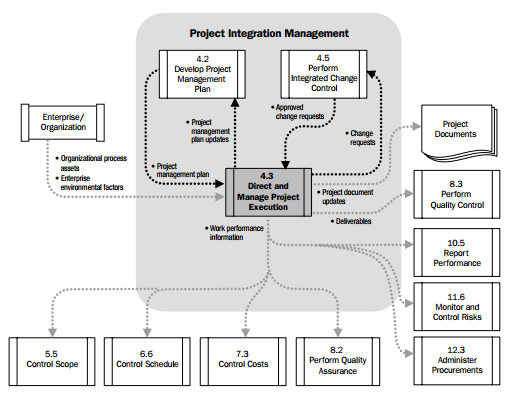 Project Integration Management
4.2
Develop Project
Management
Plan
4.5
Perform
Integrated Change
Control
Enterprise/
Organization
• Approved
change requests
• Project
management
plan updates
• Change
requests
Project
Documents
• Organizational process
assets
• Enterprise
environmental factors
• Project
management plan
4.3
Direct and
Manage Project
Execution
• Project document
updates
8.3
Perform
Quality Control
• Deliverables
• Work performance
information
10.5
Report
Performance
11.6
Monitor and
Control Risks
5.5
Control Scope
6.6
Control Schedule
7.3
Control Costs
8.2
Perform Quality
Assurance
12.3
Administer
Procurements